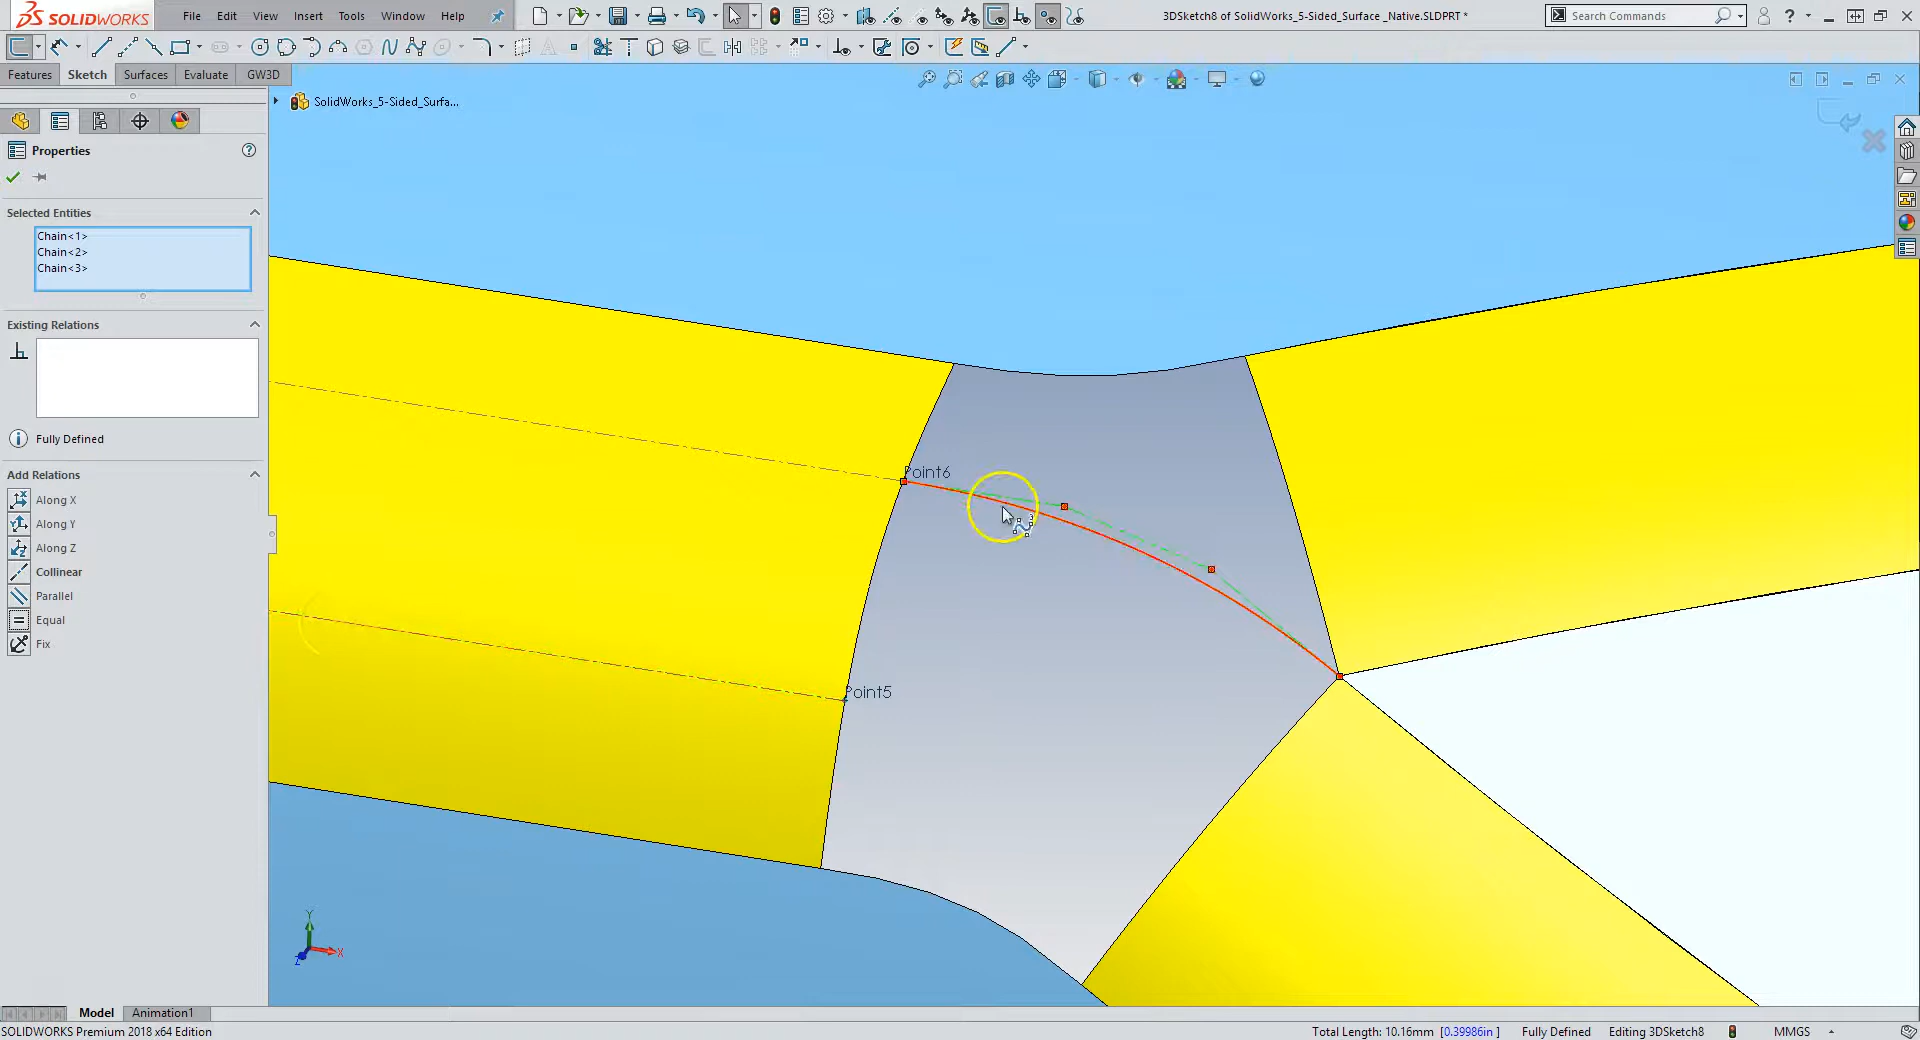 SOLIDWORKS
File Edit View Insert Tools Window Help
3DSketch8 of SolidWorks_5-Sided_Surface _Native.SLDPRT *
Search Commands
Features Sketch Surfaces Evaluate GW3D
SolidWorks_5-Sided_Surfa...
Properties
Selected Entities
Chain<1>
Chain<2>
Chain<3>
Existing Relations
Fully Defined
Add Relations
Along X
Along Y
Along Z
Collinear
Parallel
Equal
Fix
Point6
Point5
Y
X
Z
Model Animation1
SOLIDWORKS Premium 2018 x64 Edition
Total Length: 10.16mm [0.39986in ] Fully Defined Editing 3DSketch8 MMGS